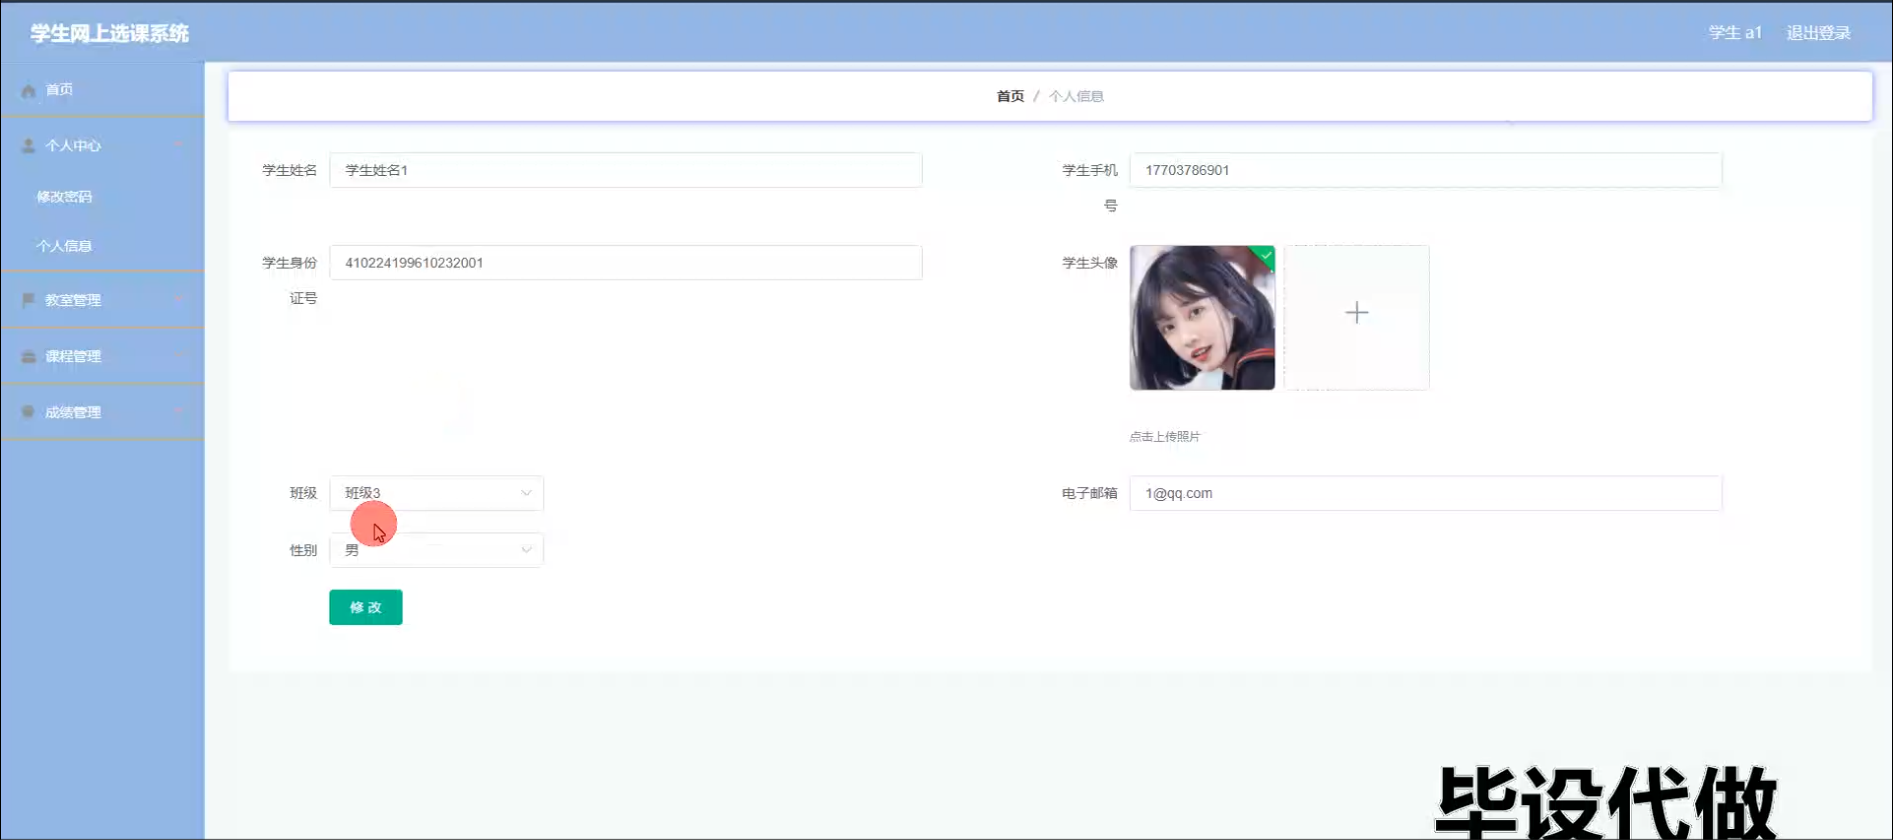 学生网上选课系统
学生 a1 退出登录
首页
首页 / 个人信息
个人中心
修改密码
个人信息
教室管理
课程管理
成绩管理
学生姓名 学生姓名1
学生手机号 17703786901
学生身份证号 410224199610232001
学生头像
点击上传照片
班级 班级3
电子邮箱 1@qq.com
性别 男
修改
毕设代做